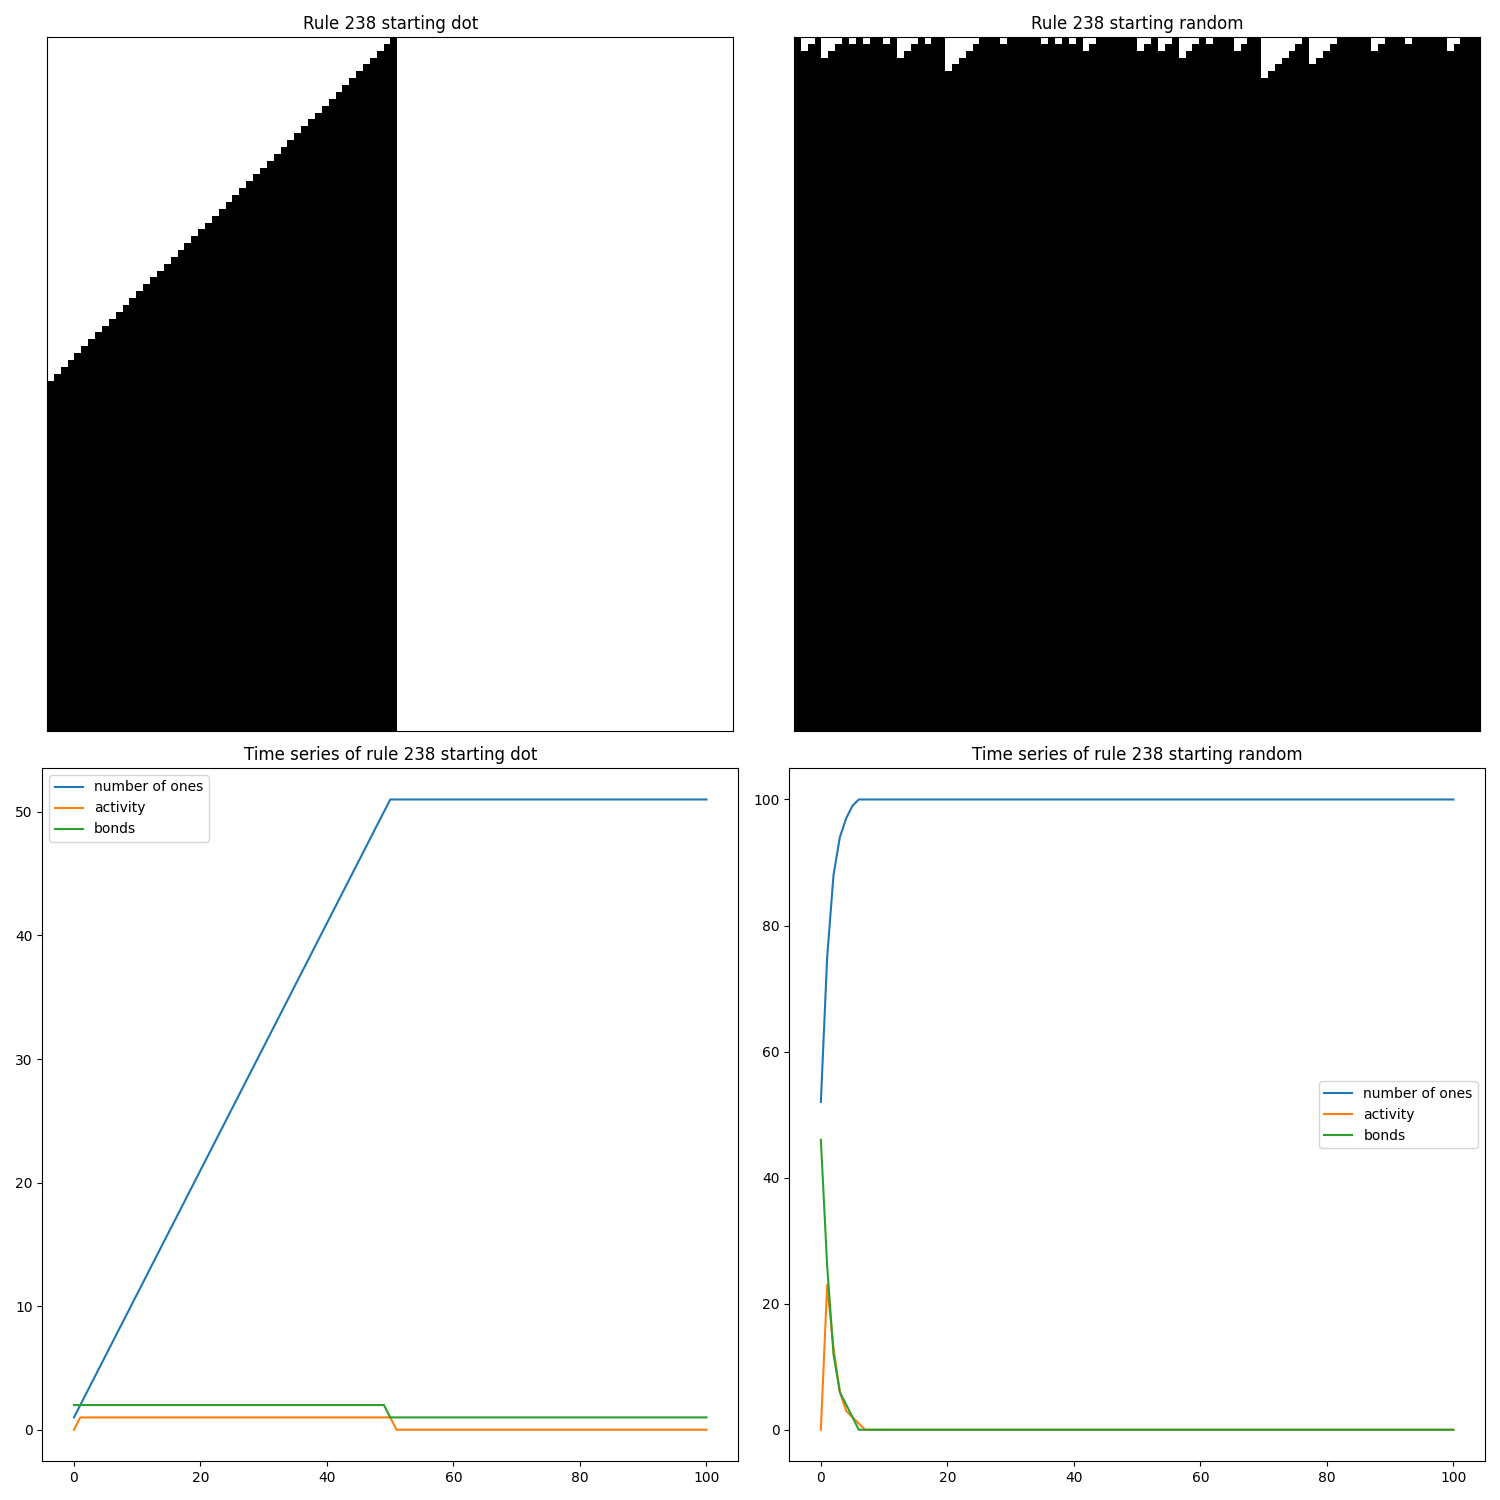 Rule 238 starting dot
Rule 238 starting random
Time series of rule 238 starting dot
number of ones
activity
bonds
50
40
30
20
10
0
0 20 40 60 80 100
Time series of rule 238 starting random
100
80
60
40
20
0
number of ones
activity
bonds
0 20 40 60 80 100